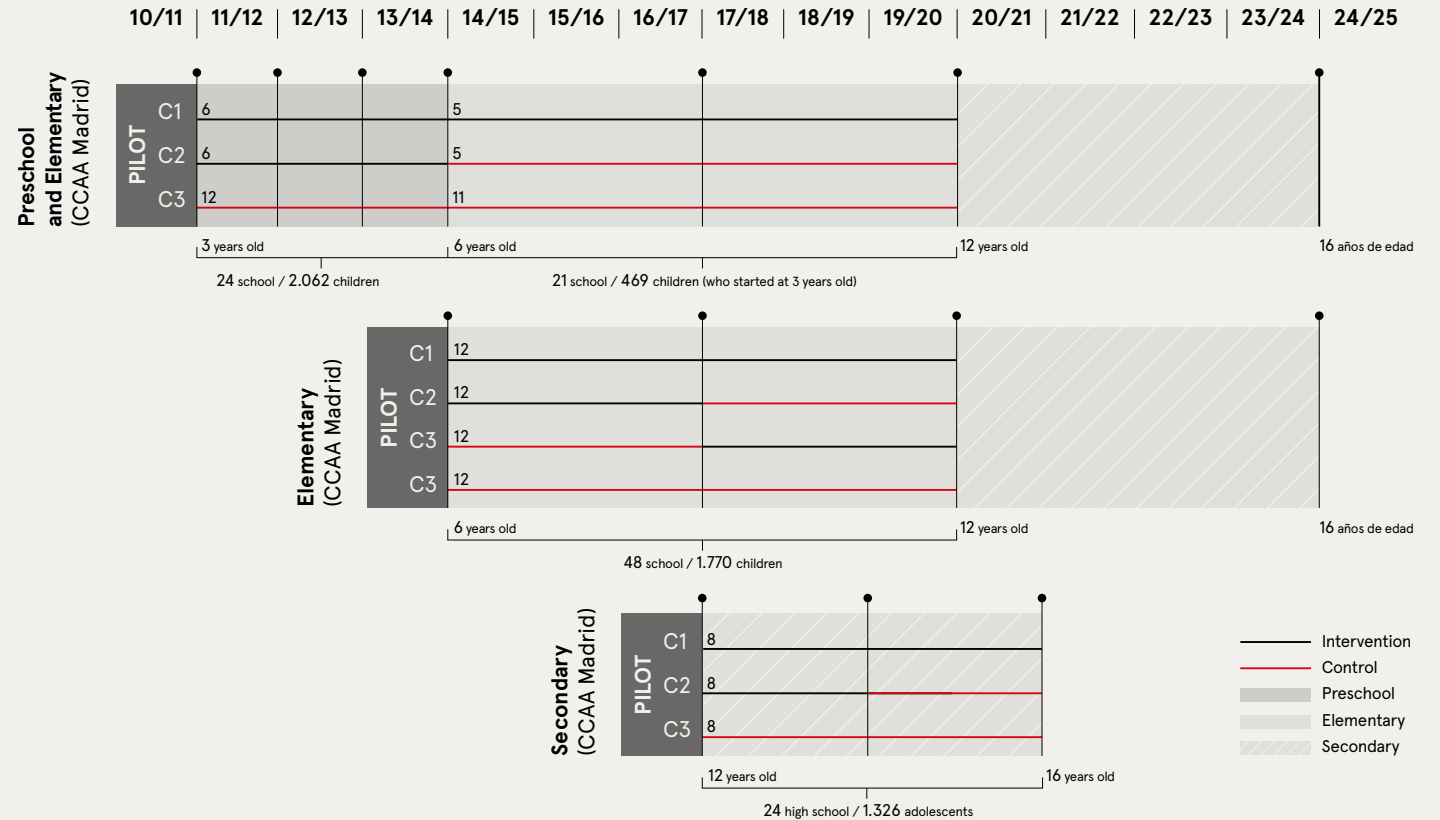 10/11 11/12 12/13 13/14 14/15 15/16 16/17 17/18 18/19 19/20 20/21 21/22 22/23 23/24 24/25
Preschool
and Elementary
(CCAA Madrid)
PILOT
C1 6 5
C2 6 5
C3 12 11
3 years old 6 years old 12 years old 16 años de edad
24 school / 2.062 children 21 school / 469 children (who started at 3 years old)
Elementary
(CCAA Madrid)
PILOT
C1 12
C2 12
C3 12
C3 12
6 years old 12 years old 16 años de edad
48 school / 1.770 children
Secondary
(CCAA Madrid)
PILOT
C1 8
C2 8
C3 8
12 years old 16 years old
24 high school / 1.326 adolescents
Intervention
Control
Preschool
Elementary
Secondary